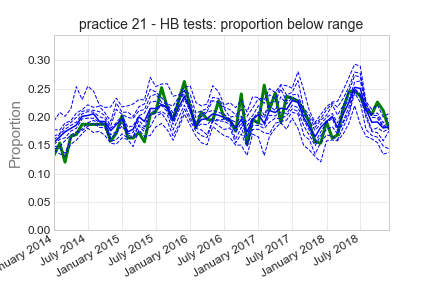 practice 21 - HB tests: proportion below range
Proportion
0.30
0.25
0.20
0.15
0.10
0.05
0.00
nuary 2014
July 2014
January 2015
July 2015
January 2016
July 2016
January 2017
July 2017
January 2018
July 2018